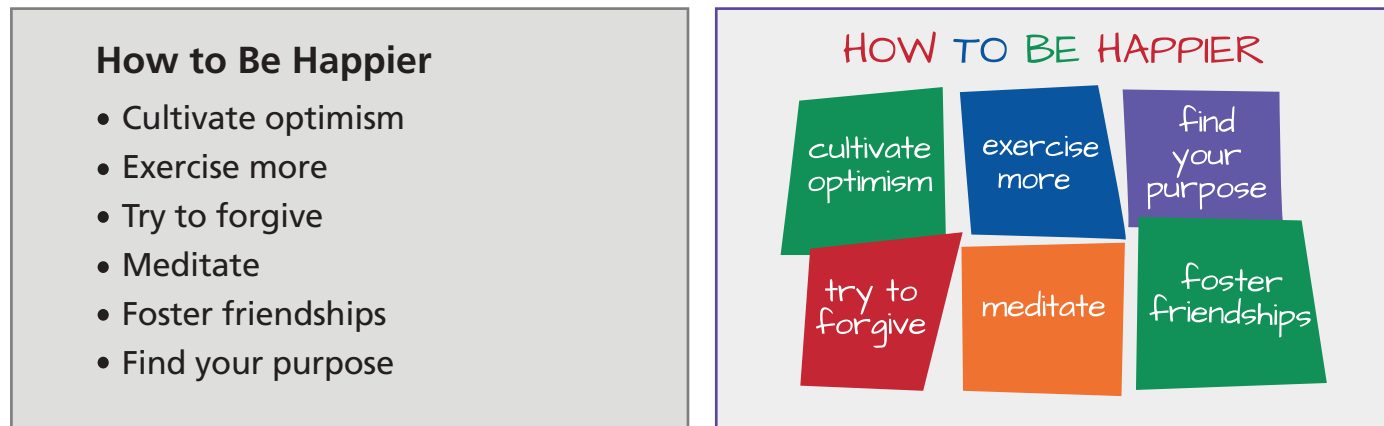 How to Be Happier
• Cultivate optimism
• Exercise more
• Try to forgive
• Meditate
• Foster friendships
• Find your purpose
HOW TO BE HAPPIER
cultivate
optimism
exercise
more
find
your
purpose
try to
forgive
meditate
foster
friendships